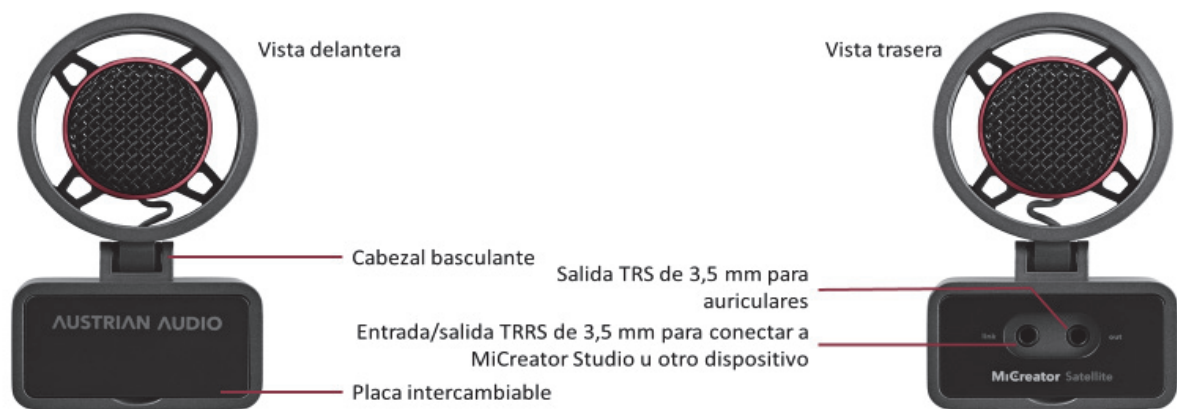 Vista delantera
Vista trasera
Cabezal basculante
Salida TRS de 3,5 mm para
auriculares
AUSTRIAN AUDIO
Entrada/salida TRRS de 3,5 mm para conectar a
MiCreator Studio u otro dispositivo
link
out
MiCreator Satellite
Placa intercambiable